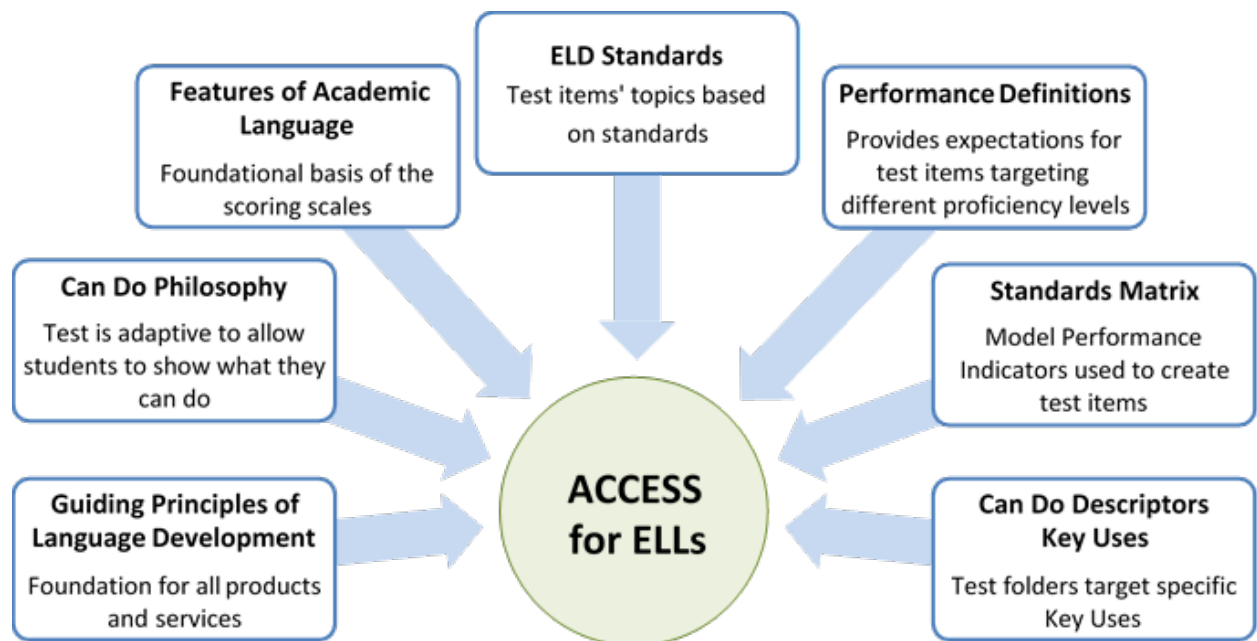 ELD Standards
Test items' topics based
on standards
Features of Academic
Language
Foundational basis of the
scoring scales
Performance Definitions
Provides expectations for
test items targeting
different proficiency levels
Can Do Philosophy
Test is adaptive to allow
students to show what they
can do
Standards Matrix
Model Performance
Indicators used to create
test items
Guiding Principles of
Language Development
Foundation for all products
and services
ACCESS
for ELLs
Can Do Descriptors
Key Uses
Test folders target specific
Key Uses